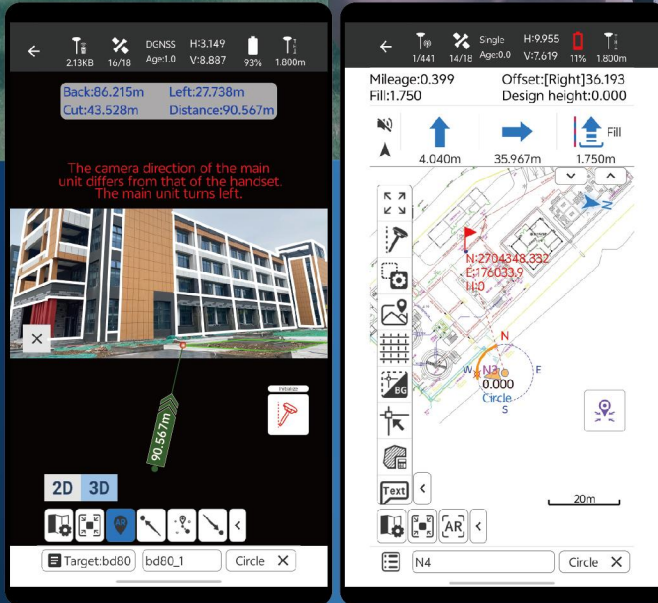 DGNSS H:3.149
2.13KB 16/18 Age:1.0 V:8.887 93% 1.800m
Back:86.215m Left:27.738m
Cut:43.528m Distance:90.567m
The camera direction of the main
unit differs from that of the handset.
The main unit turns left.
90.567m
2D 3D
AR
Target:bd80 bd80_1 Circle
Single H:9.955
1/441 14/18 Age:0.0 V:7.619 11% 1.800m
Mileage:0.399 Offset:[Right]36.193
Fill:1.750 Design height:0.000
Fill
4.040m 35.967m 1.750m
N
N:2704348.332
E:176033.9
H:0
N
W N3 E
0.000
Circle
S
BG
Text
20m
AR
N4 Circle